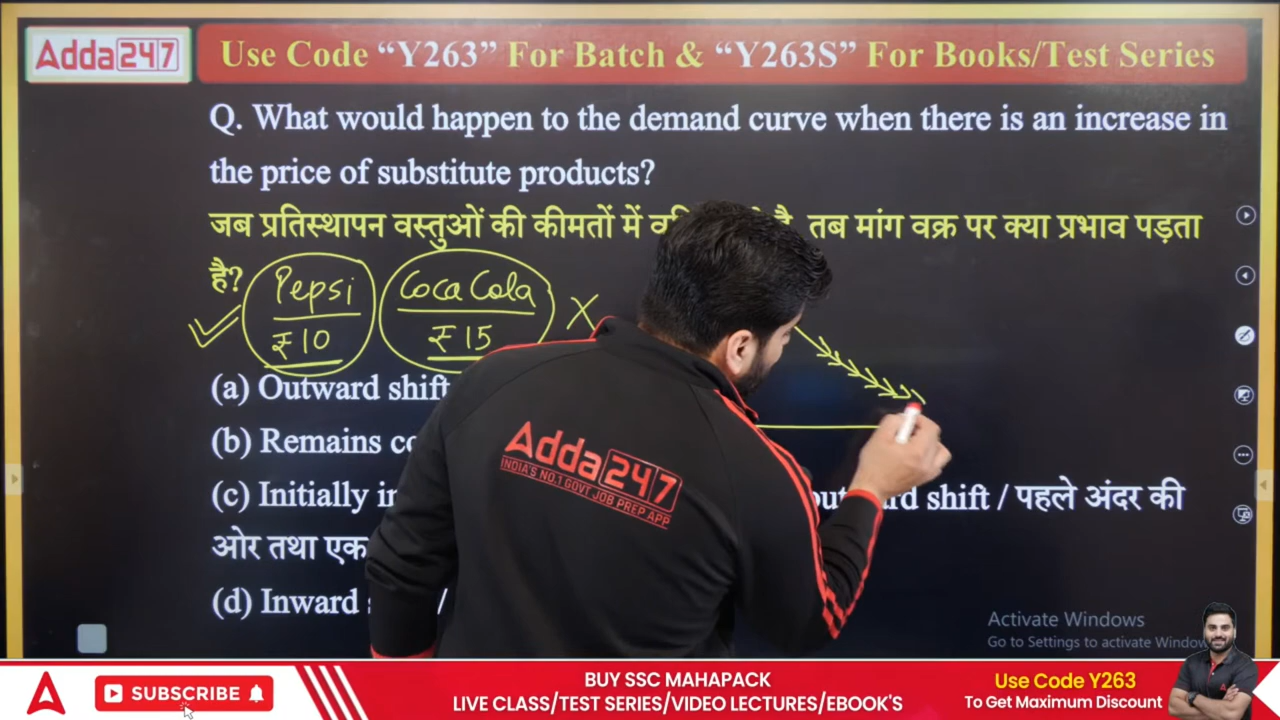 Adda247
Use Code “Y263” For Batch & “Y263S” For Books/Test Series
Q. What would happen to the demand curve when there is an increase in
the price of substitute products?
जब प्रतिस्थापन वस्तुओं की कीमतों में है, तब मांग वक्र पर क्या प्रभाव पड़ता
है?
Pepsi
₹10
Coca Cola
₹15
X
(a) Outward shift
(b) Remains
(c) Initially shift / पहले अंदर की
ओर तथा
(d) Inward /
Adda247
INDIA'S NO.1 GOVT JOB PREP APP
Activate Windows
Go to Settings to activate
SUBSCRIBE
BUY SSC MAHAPACK
LIVE CLASS/TEST SERIES/VIDEO LECTURES/EBOOK'S
Use Code Y263
To Get Maximum Discount